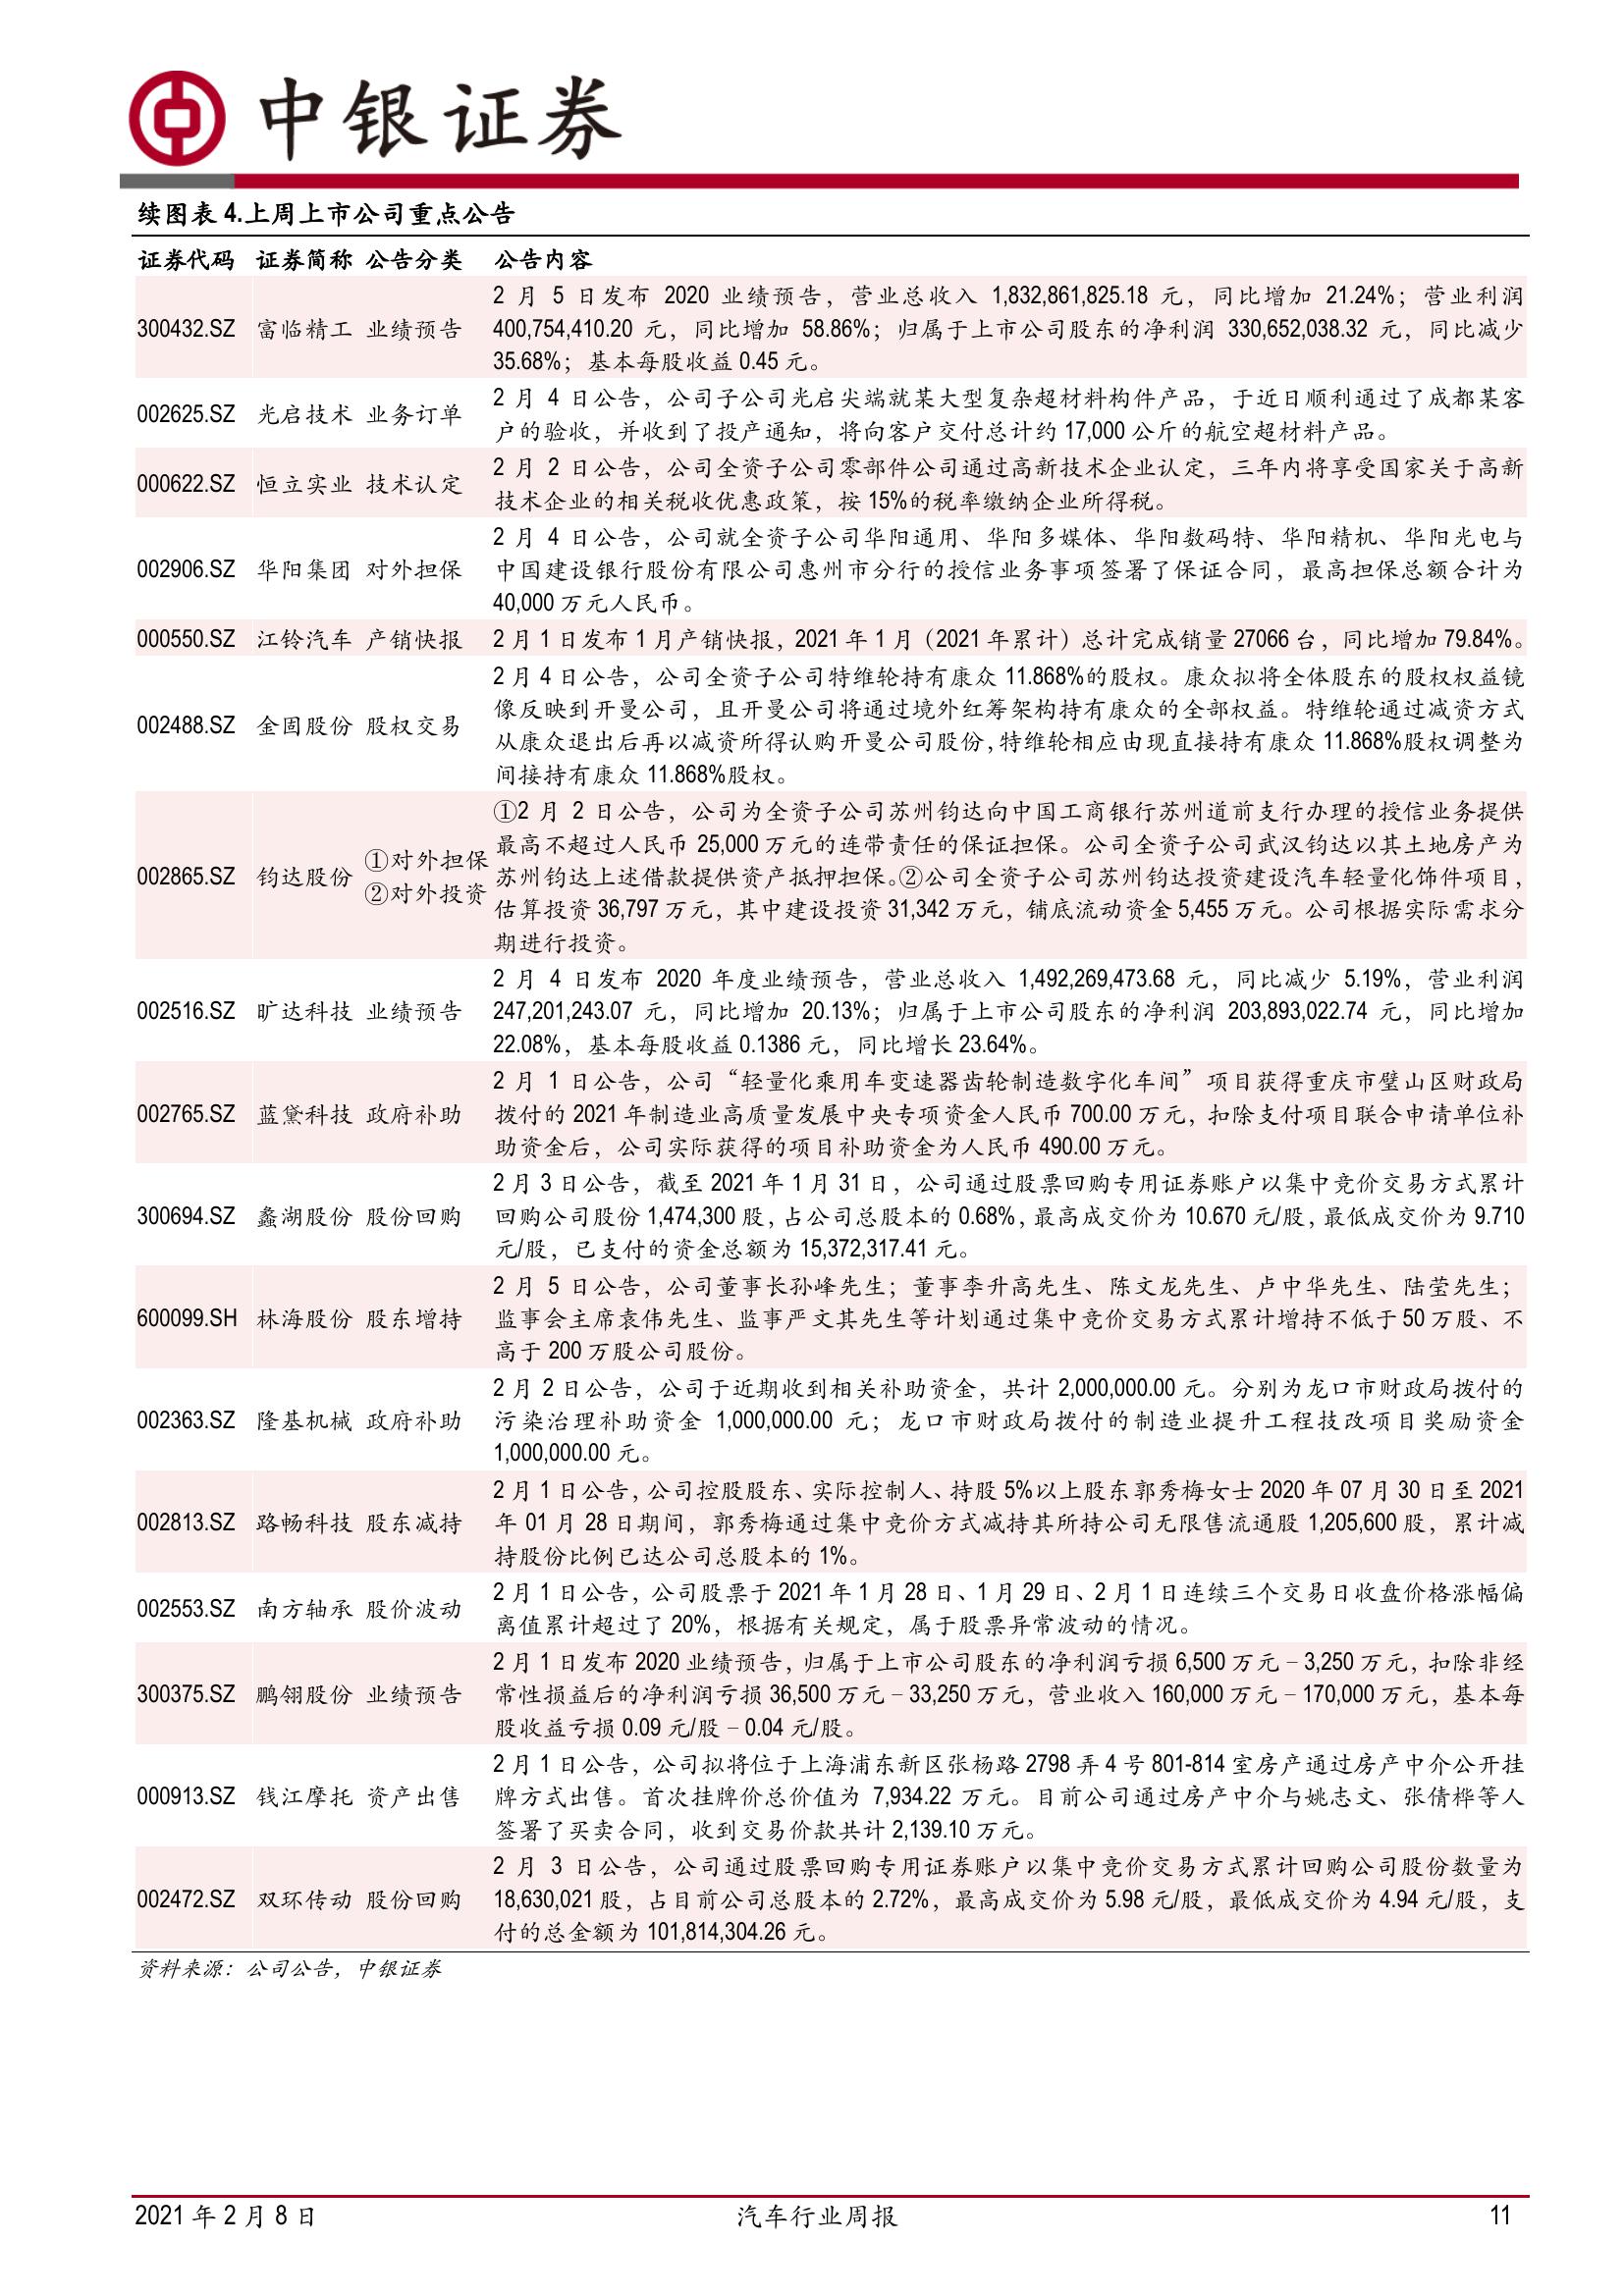 中银证券
续图表 4.上周上市公司重点公告
证券代码 证券简称 公告分类 公告内容
2 月 5 日发布 2020 业绩预告，营业总收入 1,832,861,825.18 元，同比增加 21.24%；营业利润
300432.SZ 富临精工 业绩预告 400,754,410.20 元，同比增加 58.86%；归属于上市公司股东的净利润 330,652,038.32 元，同比减少
35.68%；基本每股收益 0.45 元。
002625.SZ 光启技术 业务订单 2 月 4 日公告，公司子公司光启尖端就某大型复杂超材料构件产品，于近日顺利通过了成都某客
户的验收，并收到了投产通知，将向客户交付总计约 17,000 公斤的航空超材料产品。
000622.SZ 恒立实业 技术认定 2 月 2 日公告，公司全资子公司零部件公司通过高新技术企业认定，三年内将享受国家关于高新
技术企业的相关税收优惠政策，按 15%的税率缴纳企业所得税。
2 月 4 日公告，公司就全资子公司华阳通用、华阳多媒体、华阳数码特、华阳精机、华阳光电与
002906.SZ 华阳集团 对外担保 中国建设银行股份有限公司惠州市分行的授信业务事项签署了保证合同，最高担保总额合计为
40,000 万元人民币。
000550.SZ 江铃汽车 产销快报 2 月 1 日发布 1 月产销快报，2021 年 1 月（2021 年累计）总计完成销量 27066 台，同比增加 79.84%。
2 月 4 日公告，公司全资子公司特维轮持有康众 11.868%的股权。康众拟将全体股东的股权权益镜
像反映到开曼公司，且开曼公司将通过境外红筹架构持有康众的全部权益。特维轮通过减资方式
002488.SZ 金固股份 股权交易 从康众退出后再以减资所得认购开曼公司股份，特维轮相应由现直接持有康众 11.868%股权调整为
间接持有康众 11.868%股权。
①2 月 2 日公告，公司为全资子公司苏州钧达向中国工商银行苏州道前支行办理的授信业务提供
①对外担保 最高不超过人民币 25,000 万元的连带责任的保证担保。公司全资子公司武汉钧达以其土地房产为
002865.SZ 钧达股份 苏州钧达上述借款提供资产抵押担保。②公司全资子公司苏州钧达投资建设汽车轻量化饰件项目，
②对外投资 估算投资 36,797 万元，其中建设投资 31,342 万元，铺底流动资金 5,455 万元。公司根据实际需求分
期进行投资。
2 月 4 日发布 2020 年度业绩预告，营业总收入 1,492,269,473.68 元，同比减少 5.19%，营业利润
002516.SZ 旷达科技 业绩预告 247,201,243.07 元，同比增加 20.13%；归属于上市公司股东的净利润 203,893,022.74 元，同比增加
22.08%，基本每股收益 0.1386 元，同比增长 23.64%。
2 月 1 日公告，公司“轻量化乘用车变速器齿轮制造数字化车间”项目获得重庆市璧山区财政局
002765.SZ 蓝黛科技 政府补助 拨付的 2021 年制造业高质量发展中央专项资金人民币 700.00 万元，扣除支付项目联合申请单位补
助资金后，公司实际获得的项目补助资金为人民币 490.00 万元。
2 月 3 日公告，截至 2021 年 1 月 31 日，公司通过股票回购专用证券账户以集中竞价交易方式累计
300694.SZ 蠡湖股份 股份回购 回购公司股份 1,474,300 股，占公司总股本的 0.68%，最高成交价为 10.670 元/股，最低成交价为 9.710
元/股，已支付的资金总额为 15,372,317.41 元。
2 月 5 日公告，公司董事长孙峰先生；董事李升高先生、陈文龙先生、卢中华先生、陆莹先生；
600099.SH 林海股份 股东增持 监事会主席袁伟先生、监事严文其先生等计划通过集中竞价交易方式累计增持不低于 50 万股、不
高于 200 万股公司股份。
2 月 2 日公告，公司于近期收到相关补助资金，共计 2,000,000.00 元。分别为龙口市财政局拨付的
002363.SZ 隆基机械 政府补助 污染治理补助资金 1,000,000.00 元；龙口市财政局拨付的制造业提升工程技改项目奖励资金
1,000,000.00 元。
2 月 1 日公告，公司控股股东、实际控制人、持股 5%以上股东郭秀梅女士 2020 年 07 月 30 日至 2021
002813.SZ 路畅科技 股东减持 年 01 月 28 日期间，郭秀梅通过集中竞价方式减持其所持公司无限售流通股 1,205,600 股，累计减
持股份比例已达公司总股本的 1%。
002553.SZ 南方轴承 股价波动 2 月 1 日公告，公司股票于 2021 年 1 月 28 日、1 月 29 日、2 月 1 日连续三个交易日收盘价格涨幅偏
离值累计超过了 20%，根据有关规定，属于股票异常波动的情况。
2 月 1 日发布 2020 业绩预告，归属于上市公司股东的净利润亏损 6,500 万元 – 3,250 万元，扣除非经
300375.SZ 鹏翎股份 业绩预告 常性损益后的净利润亏损 36,500 万元 – 33,250 万元，营业收入 160,000 万元 – 170,000 万元，基本每
股收益亏损 0.09 元/股 – 0.04 元/股。
2 月 1 日公告，公司拟将位于上海浦东新区张杨路 2798 弄 4 号 801-814 室房产通过房产中介公开挂
000913.SZ 钱江摩托 资产出售 牌方式出售。首次挂牌价总价值为 7,934.22 万元。目前公司通过房产中介与姚志文、张倩桦等人
签署了买卖合同，收到交易价款共计 2,139.10 万元。
2 月 3 日公告，公司通过股票回购专用证券账户以集中竞价交易方式累计回购公司股份数量为
002472.SZ 双环传动 股份回购 18,630,021 股，占目前公司总股本的 2.72%，最高成交价为 5.98 元/股，最低成交价为 4.94 元/股，支
付的总金额为 101,814,304.26 元。
资料来源：公司公告，中银证券
2021 年 2 月 8 日 汽车行业周报 11